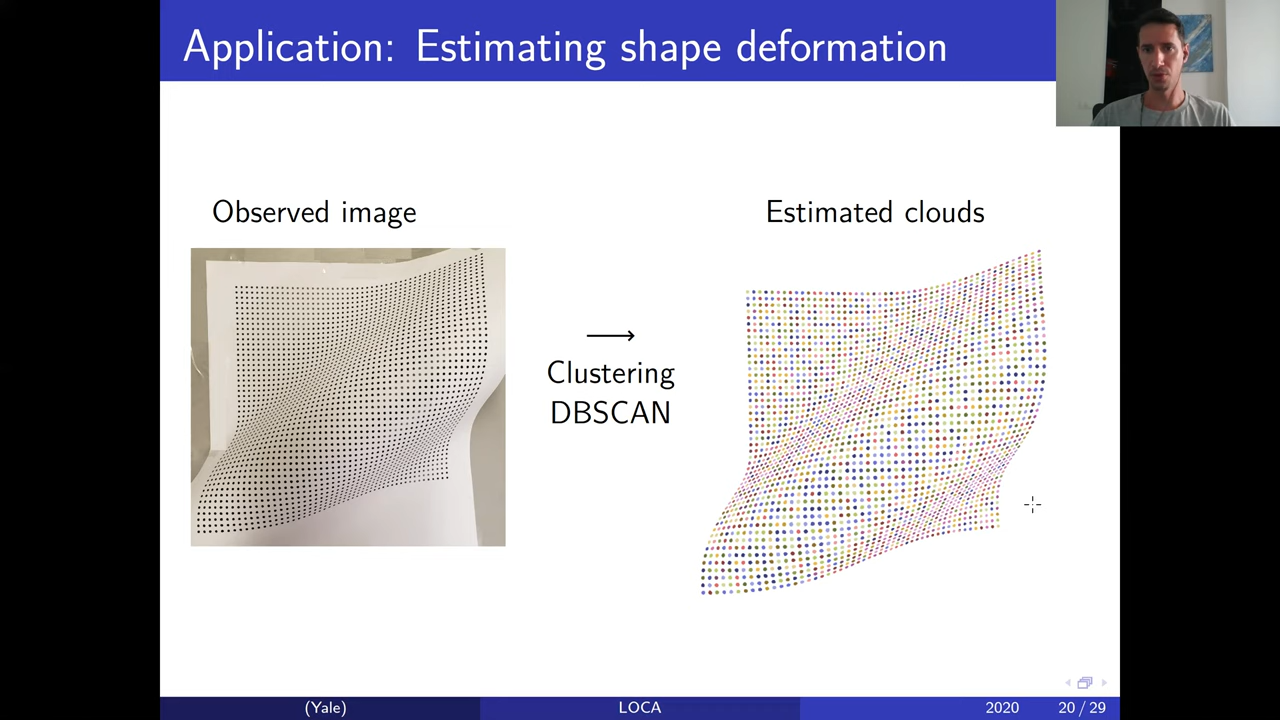 Application: Estimating shape deformation
Observed image
Estimated clouds
⟶
Clustering
DBSCAN
(Yale)
LOCA
2020
20 / 29